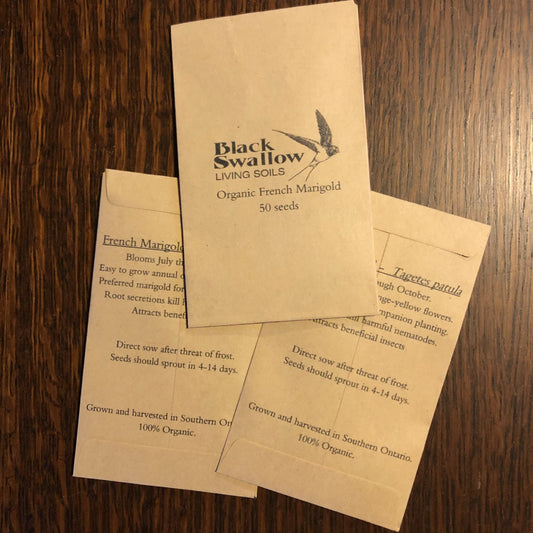 Black
Swallow
LIVING SOILS
Organic French Marigold
50 seeds
French Marigold
Blooms July th
Easy to grow annual
Preferred marigold for
Root secretions kill
Attracts benef
Direct sow after threat of frost.
Seeds should sprout in 4-14 days.
Grown and harvested in Southern On
100% Organic.
- Tagetes patula
ough October.
nge-yellow flowers.
mpanion planting.
harmful nematodes.
Attracts beneficial insects
Direct sow after threat of frost.
Seeds should sprout in 4-14 days.
Grown and harvested in Southern Ontario.
100% Organic.